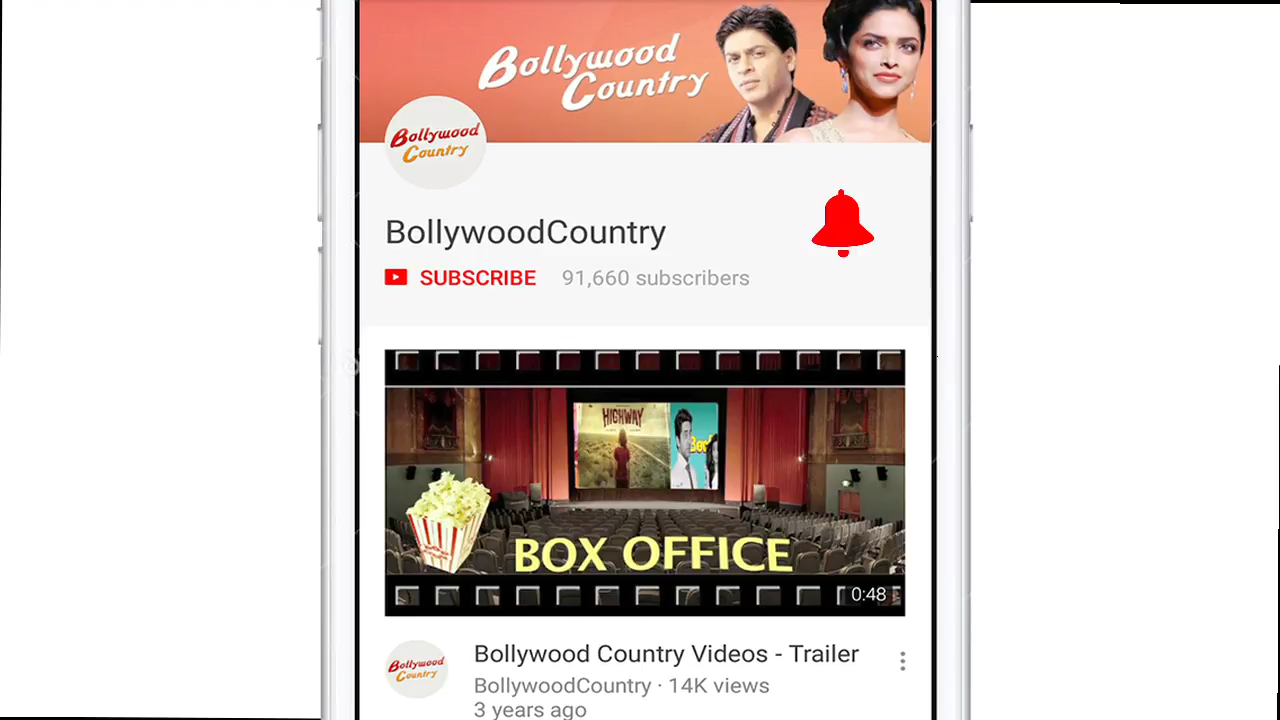 Bollywood
Country
Bollywood
Country
BollywoodCountry
SUBSCRIBE 91,660 subscribers
HIGHWAY
BOX OFFICE
0:48
Bollywood
Country
Bollywood Country Videos - Trailer
BollywoodCountry · 14K views
3 years ago